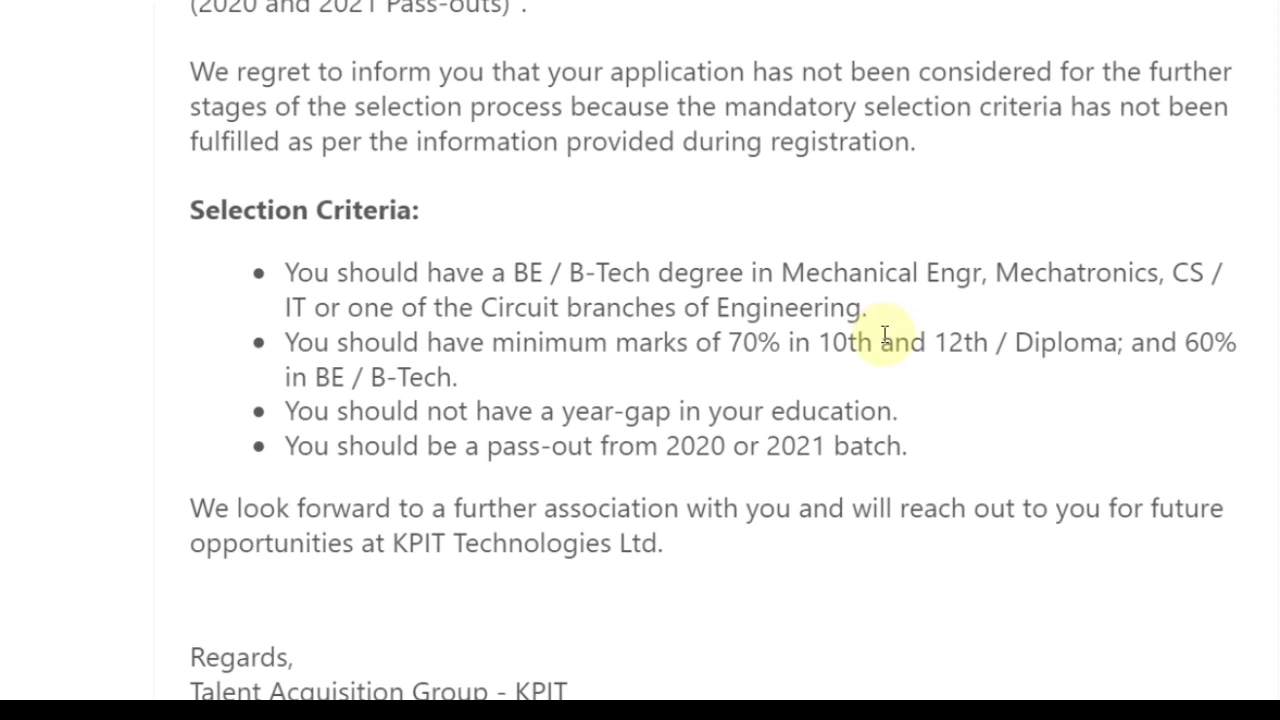 (2020 and 2021 Pass-outs) .
We regret to inform you that your application has not been considered for the further
stages of the selection process because the mandatory selection criteria has not been
fulfilled as per the information provided during registration.
Selection Criteria:
• You should have a BE / B-Tech degree in Mechanical Engr, Mechatronics, CS /
IT or one of the Circuit branches of Engineering.
• You should have minimum marks of 70% in 10th and 12th / Diploma; and 60%
in BE / B-Tech.
• You should not have a year-gap in your education.
• You should be a pass-out from 2020 or 2021 batch.
We look forward to a further association with you and will reach out to you for future
opportunities at KPIT Technologies Ltd.
Regards,
Talent Acquisition Group - KPIT